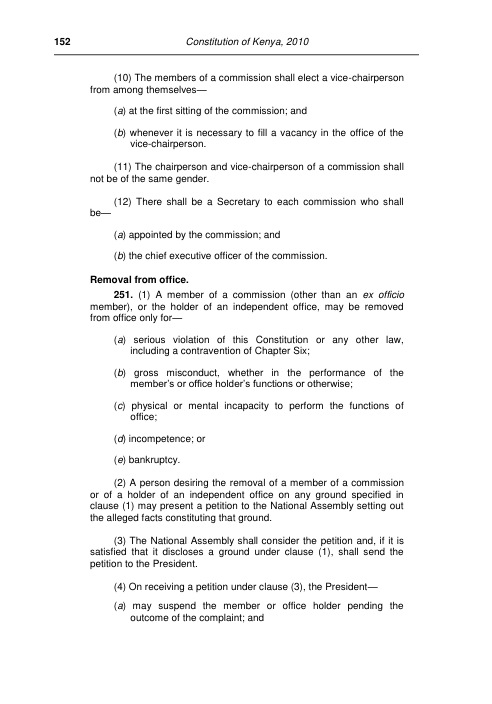 152 Constitution of Kenya, 2010
(10) The members of a commission shall elect a vice-chairperson
from among themselves—
(a) at the first sitting of the commission; and
(b) whenever it is necessary to fill a vacancy in the office of the
vice-chairperson.
(11) The chairperson and vice-chairperson of a commission shall
not be of the same gender.
(12) There shall be a Secretary to each commission who shall
be—
(a) appointed by the commission; and
(b) the chief executive officer of the commission.
Removal from office.
251. (1) A member of a commission (other than an ex officio
member), or the holder of an independent office, may be removed
from office only for—
(a) serious violation of this Constitution or any other law,
including a contravention of Chapter Six;
(b) gross misconduct, whether in the performance of the
member’s or office holder’s functions or otherwise;
(c) physical or mental incapacity to perform the functions of
office;
(d) incompetence; or
(e) bankruptcy.
(2) A person desiring the removal of a member of a commission
or of a holder of an independent office on any ground specified in
clause (1) may present a petition to the National Assembly setting out
the alleged facts constituting that ground.
(3) The National Assembly shall consider the petition and, if it is
satisfied that it discloses a ground under clause (1), shall send the
petition to the President.
(4) On receiving a petition under clause (3), the President—
(a) may suspend the member or office holder pending the
outcome of the complaint; and